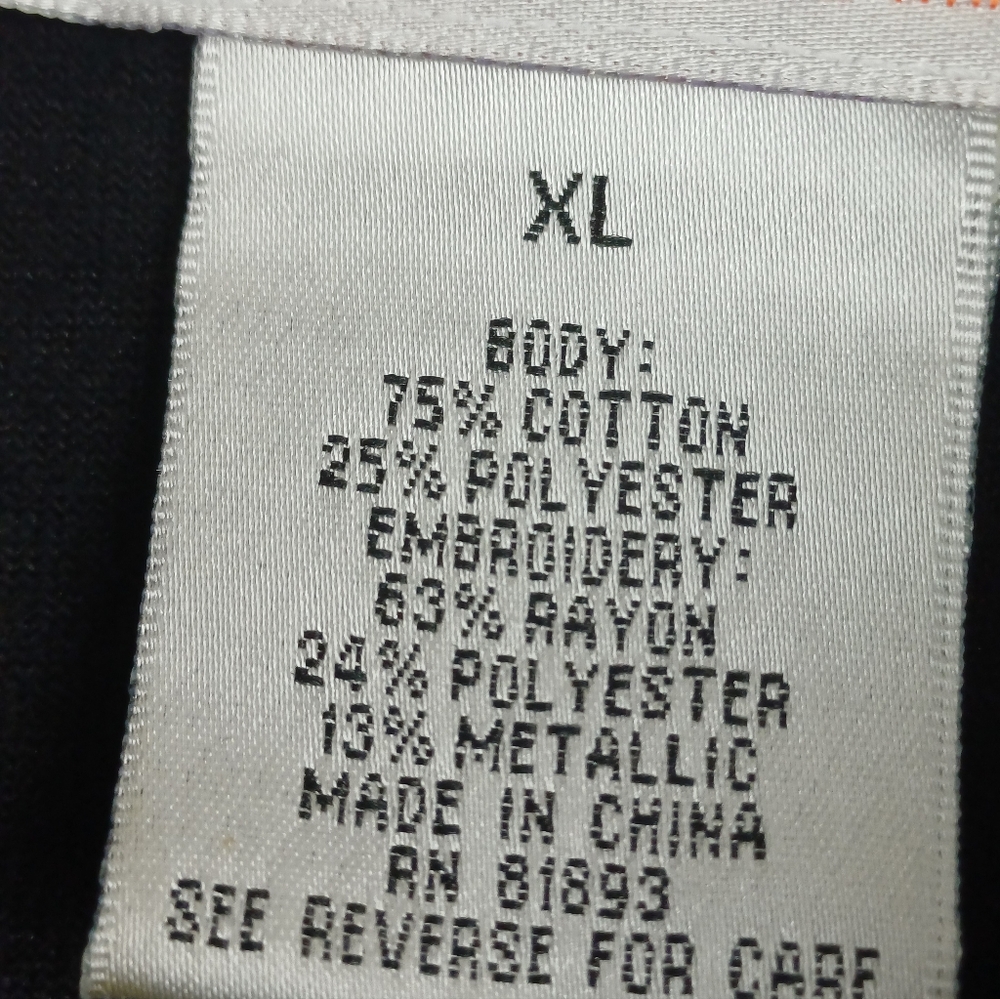 XL
BODY:
75% COTTON
25% POLYESTER
EMBROIDERY:
63% RAYON
24% POLYESTER
13% METALLIC
MADE IN CHINA
RN 81893
SEE REVERSE FOR CARE